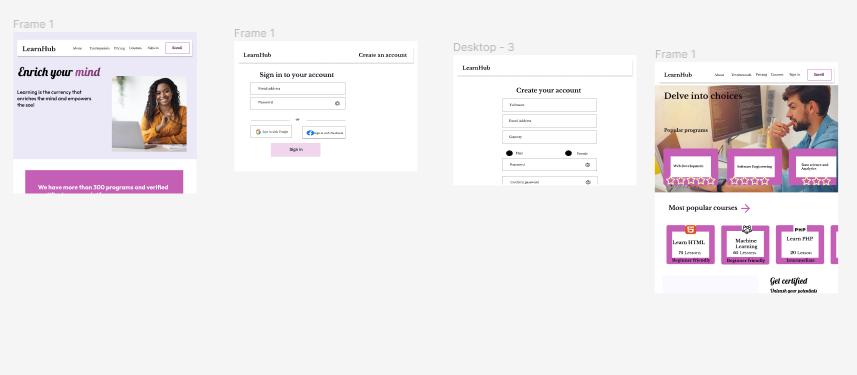 Frame 1
LearnHub
About
Testimonials
Pricing
Courses
Sign in
Enroll
Enrich your mind
Learning is the currency that
enriches the mind and empowers
the soul
We have more than 300 programs and verified
Frame 1
LearnHub
Create an account
Sign in to your account
Email address
Password
or
Sign in with Google
Sign in with Facebook
Sign in
Desktop - 3
LearnHub
Create your account
Full name
Email address
Country
Male
Female
Password
Confirm password
Frame 1
LearnHub
About
Testimonials
Pricing
Courses
Sign in
Enroll
Delve into choices
Popular programs
Web Development
Software Engineering
Data science and
Analytics
Most popular courses
Learn HTML
75 Lessons
Beginner friendly
Machine
Learning
60 Lessons
Beginner friendly
PHP
Learn PHP
20 Lesson
Intermediate
Get certified
Unleash your potentials